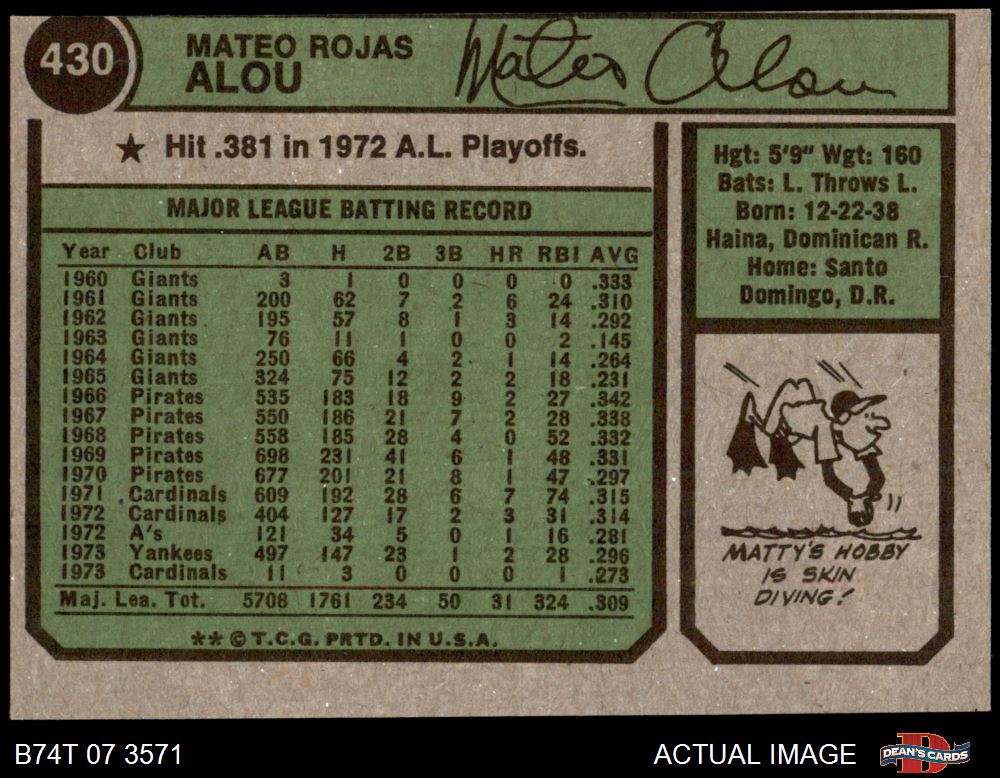 430
MATEO ROJAS
ALOU
Mateo Alou
★ Hit .381 in 1972 A.L. Playoffs.
MAJOR LEAGUE BATTING RECORD
Year Club AB H 2B 3B HR RBI AVG
1960 Giants 3 1 0 0 0 0 .333
1961 Giants 200 62 7 2 6 24 .310
1962 Giants 195 57 8 1 3 14 .292
1963 Giants 76 11 1 0 0 2 .145
1964 Giants 250 66 4 2 1 14 .264
1965 Giants 324 75 12 2 2 18 .231
1966 Pirates 535 183 18 9 2 27 .342
1967 Pirates 550 186 21 7 2 28 .338
1968 Pirates 558 185 28 4 0 52 .332
1969 Pirates 698 231 41 6 1 48 .331
1970 Pirates 677 201 21 8 1 47 .297
1971 Cardinals 609 192 28 6 7 74 .315
1972 Cardinals 404 127 17 2 3 31 .314
1972 A's 121 34 5 0 1 16 .281
1973 Yankees 497 147 23 1 2 28 .296
1973 Cardinals 11 3 0 0 0 1 .273
Maj. Lea. Tot. 5708 1761 234 50 31 324 .309
** © T.C.G. PRTD. IN U.S.A.
Hgt: 5'9" Wgt: 160
Bats: L. Throws L.
Born: 12-22-38
Haina, Dominican R.
Home: Santo
Domingo, D.R.
MATTY'S HOBBY
IS SKIN
DIVING!
B74T 07 3571
ACTUAL IMAGE
DEAN'S CARDS